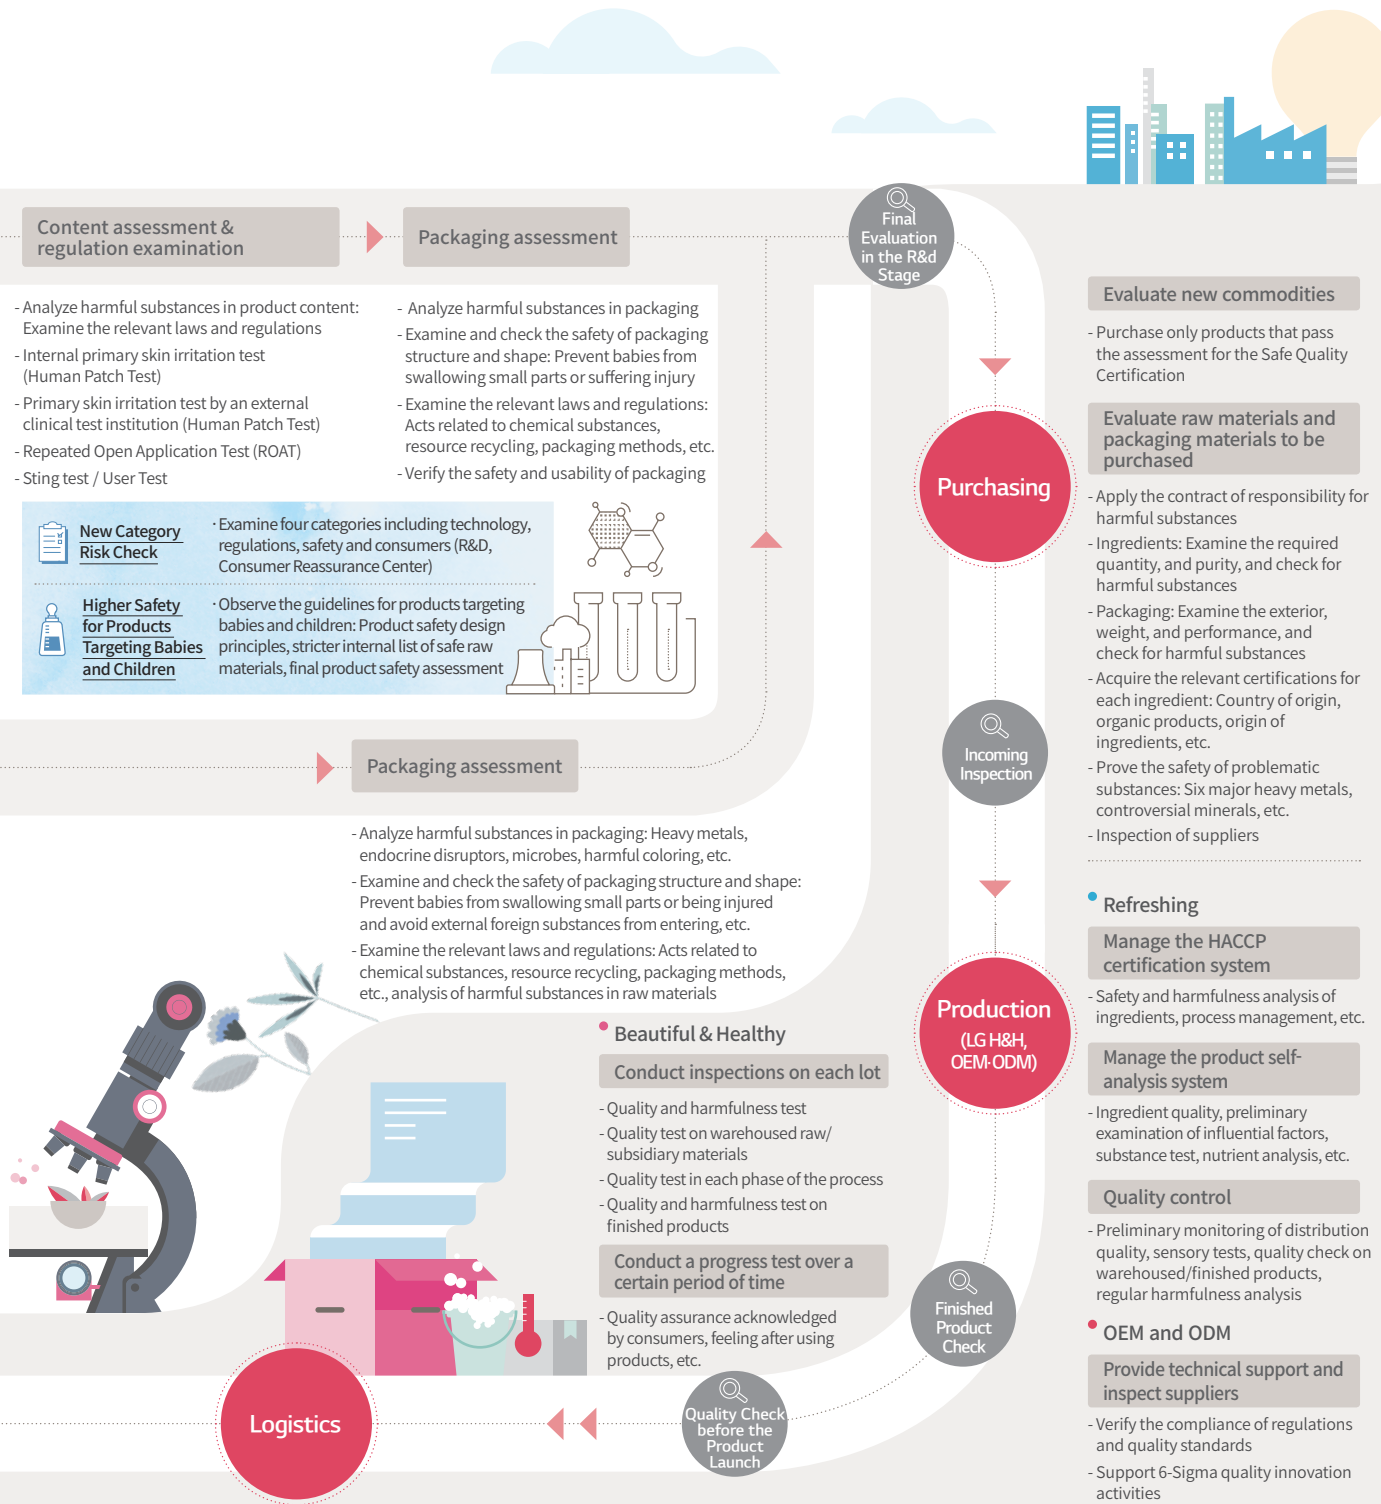 Content assessment &
regulation examination
- Analyze harmful substances in product content:
Examine the relevant laws and regulations
- Internal primary skin irritation test
(Human Patch Test)
- Primary skin irritation test by an external
clinical test institution (Human Patch Test)
- Repeated Open Application Test (ROAT)
- Sting test / User Test
Packaging assessment
- Analyze harmful substances in packaging
- Examine and check the safety of packaging
structure and shape: Prevent babies from
swallowing small parts or suffering injury
- Examine the relevant laws and regulations:
Acts related to chemical substances,
resource recycling, packaging methods, etc.
- Verify the safety and usability of packaging
New Category
Risk Check
· Examine four categories including technology,
regulations, safety and consumers (R&D,
Consumer Reassurance Center)
Higher Safety
for Products
Targeting Babies
and Children
· Observe the guidelines for products targeting
babies and children: Product safety design
principles, stricter internal list of safe raw
materials, final product safety assessment
Packaging assessment
- Analyze harmful substances in packaging: Heavy metals,
endocrine disruptors, microbes, harmful coloring, etc.
- Examine and check the safety of packaging structure and shape:
Prevent babies from swallowing small parts or being injured
and avoid external foreign substances from entering, etc.
- Examine the relevant laws and regulations: Acts related to
chemical substances, resource recycling, packaging methods,
etc., analysis of harmful substances in raw materials
Final
Evaluation
in the R&d
Stage
Purchasing
Evaluate new commodities
- Purchase only products that pass
the assessment for the Safe Quality
Certification
Evaluate raw materials and
packaging materials to be
purchased
- Apply the contract of responsibility for
harmful substances
- Ingredients: Examine the required
quantity, and purity, and check for
harmful substances
- Packaging: Examine the exterior,
weight, and performance, and
check for harmful substances
- Acquire the relevant certifications for
each ingredient: Country of origin,
organic products, origin of
ingredients, etc.
- Prove the safety of problematic
substances: Six major heavy metals,
controversial minerals, etc.
- Inspection of suppliers
Incoming
Inspection
Production
(LG H&H,
OEM·ODM)
• Refreshing
Manage the HACCP
certification system
- Safety and harmfulness analysis of
ingredients, process management, etc.
Manage the product self-
analysis system
- Ingredient quality, preliminary
examination of influential factors,
substance test, nutrient analysis, etc.
Quality control
- Preliminary monitoring of distribution
quality, sensory tests, quality check on
warehoused/finished products,
regular harmfulness analysis
• OEM and ODM
Provide technical support and
inspect suppliers
- Verify the compliance of regulations
and quality standards
- Support 6-Sigma quality innovation
activities
• Beautiful & Healthy
Conduct inspections on each lot
- Quality and harmfulness test
- Quality test on warehoused raw/
subsidiary materials
- Quality test in each phase of the process
- Quality and harmfulness test on
finished products
Conduct a progress test over a
certain period of time
- Quality assurance acknowledged
by consumers, feeling after using
products, etc.
Finished
Product
Check
Quality Check
before the
Product
Launch
Logistics